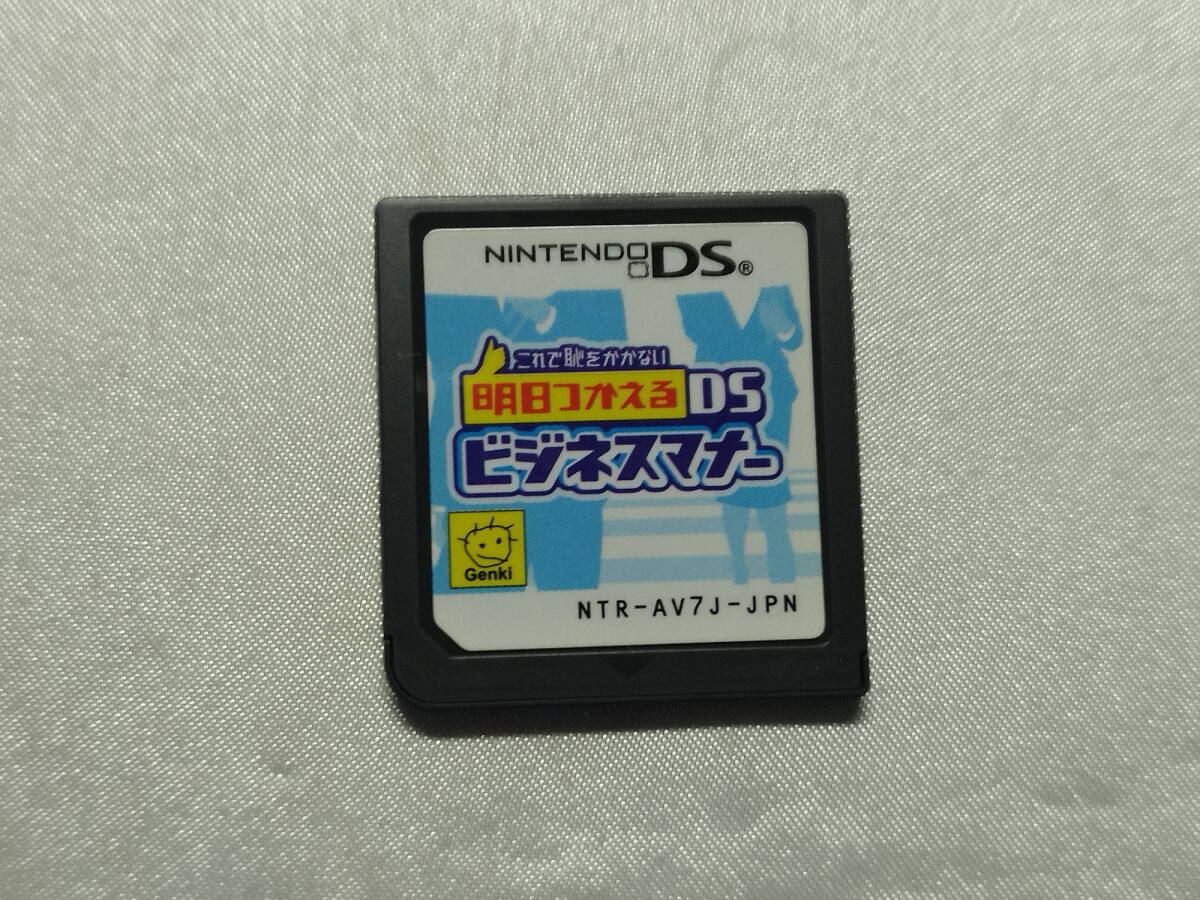 NINTENDO DS®
これで恥をかかない
明日つかえるDS
ビジネスマナー
Genki
NTR-AV7J-JPN